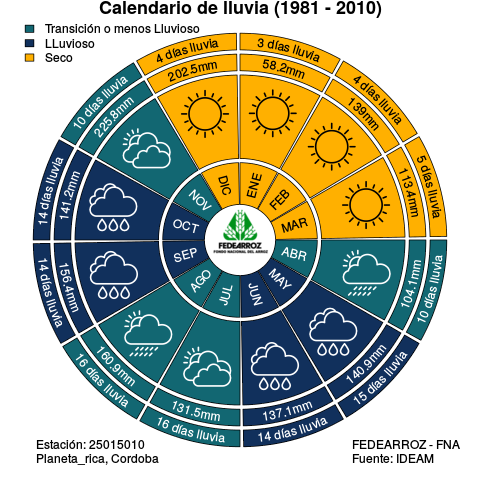 Calendario de lluvia (1981 - 2010)
Transición o menos Lluvioso
LLuvioso
Seco
3 días lluvia
58.2mm
ENE
4 días lluvia
139mm
FEB
5 días lluvia
113.4mm
MAR
10 días lluvia
104.1mm
ABR
15 días lluvia
140.9mm
MAY
14 días lluvia
137.1mm
JUN
16 días lluvia
131.5mm
JUL
16 días lluvia
160.9mm
AGO
14 días lluvia
156.4mm
SEP
14 días lluvia
141.2mm
OCT
10 días lluvia
225.8mm
NOV
4 días lluvia
202.5mm
DIC
FEDEARROZ
FONDO NACIONAL DEL ARROZ
Estación: 25015010
Planeta_rica, Cordoba
FEDEARROZ - FNA
Fuente: IDEAM